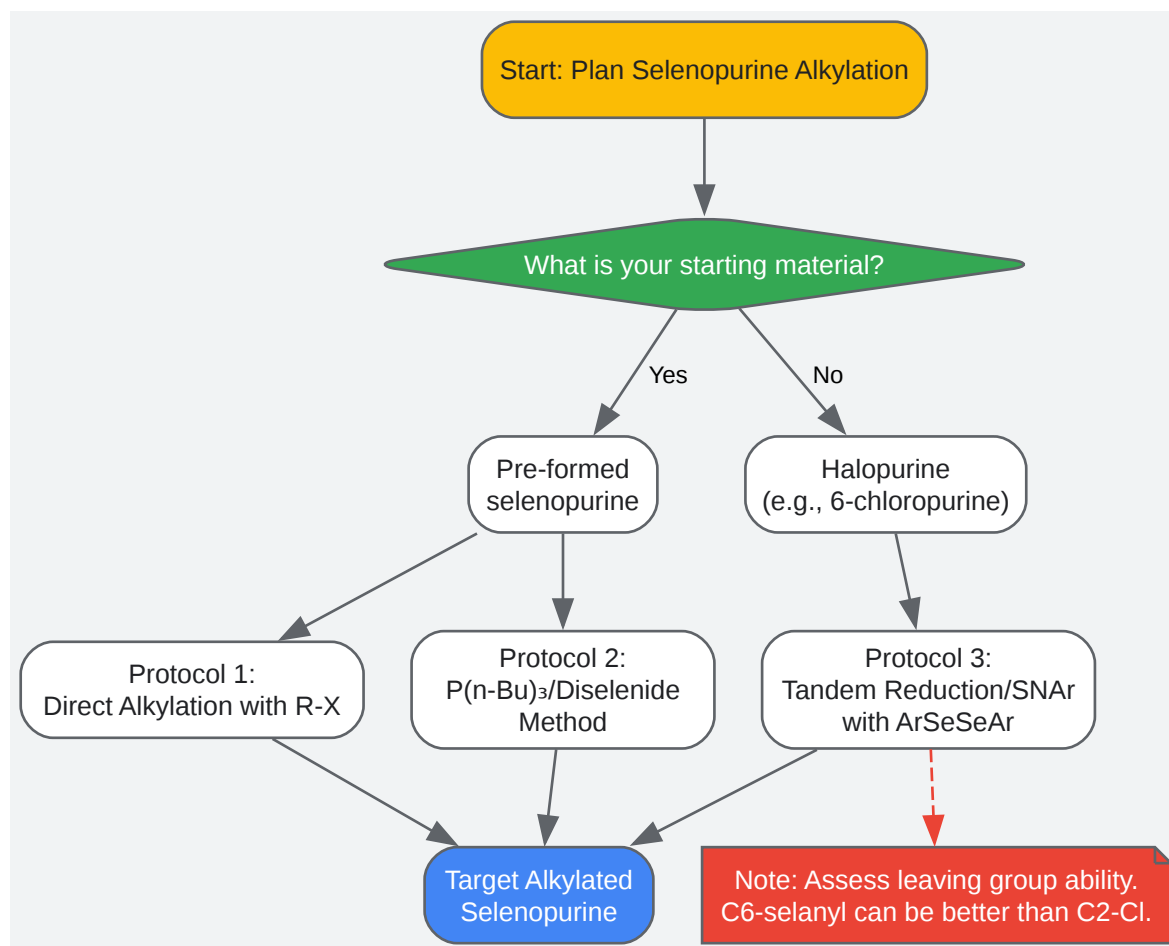 Start: Plan Selenopurine Alkylation
What is your starting material?
Yes
No
Pre-formed
selenopurine
Halopurine
(e.g., 6-chloropurine)
Protocol 1:
Direct Alkylation with R-X
Protocol 2:
P(n-Bu)₃/Diselenide
Method
Protocol 3:
Tandem Reduction/SNAr
with ArSeSeAr
Target Alkylated
Selenopurine
Note: Assess leaving group ability.
C6-selanyl can be better than C2-Cl.